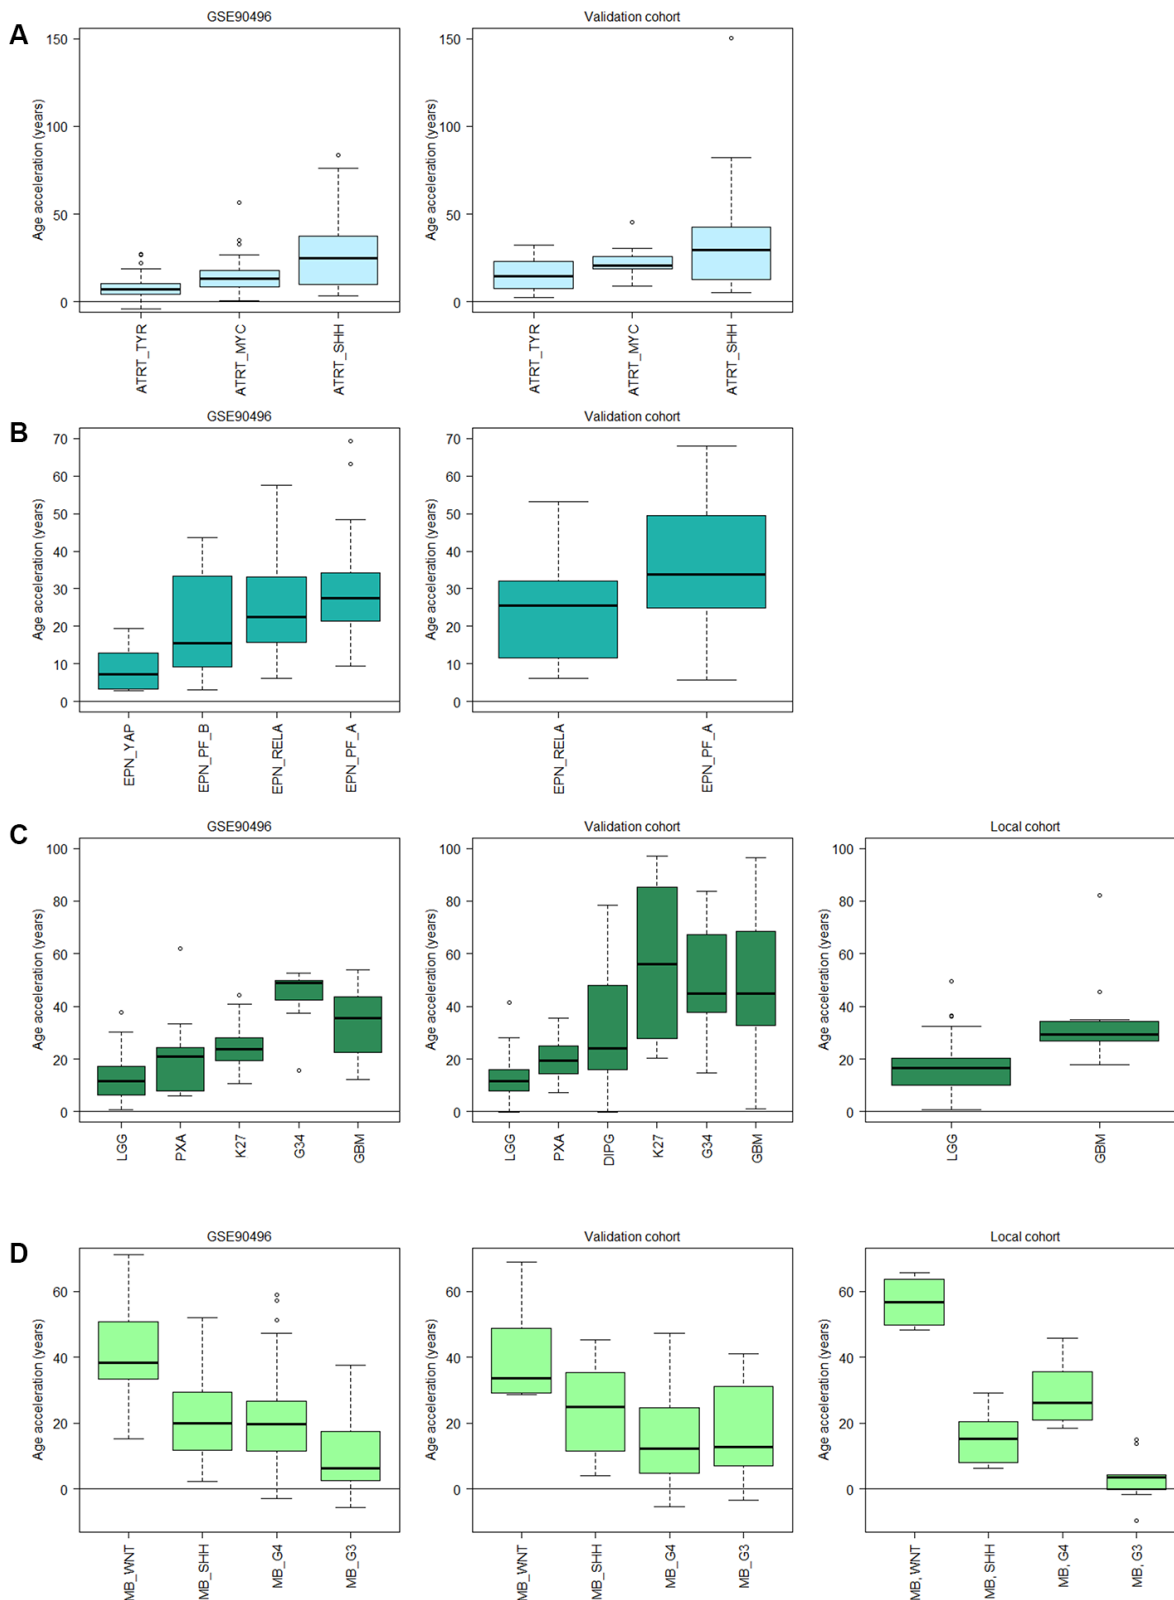 A
GSE90496
Validation cohort
Age acceleration (years)
150
100
50
0
ATRT_TYR
ATRT_MYC
ATRT_SHH
Age acceleration (years)
150
100
50
0
ATRT_TYR
ATRT_MYC
ATRT_SHH
B
GSE90496
Validation cohort
Age acceleration (years)
70
60
50
40
30
20
10
0
EPN_YAP
EPN_PF_B
EPN_RELA
EPN_PF_A
Age acceleration (years)
70
60
50
40
30
20
10
0
EPN_RELA
EPN_PF_A
C
GSE90496
Validation cohort
Local cohort
Age acceleration (years)
100
80
60
40
20
0
LGG
PXA
K27
G34
GBM
Age acceleration (years)
100
80
60
40
20
0
LGG
PXA
DIPG
K27
G34
GBM
Age acceleration (years)
100
80
60
40
20
0
LGG
GBM
D
GSE90496
Validation cohort
Local cohort
Age acceleration (years)
60
40
20
0
MB_WNT
MB_SHH
MB_G4
MB_G3
Age acceleration (years)
60
40
20
0
MB_WNT
MB_SHH
MB_G4
MB_G3
Age acceleration (years)
60
40
20
0
MB, WNT
MB, SHH
MB, G4
MB, G3